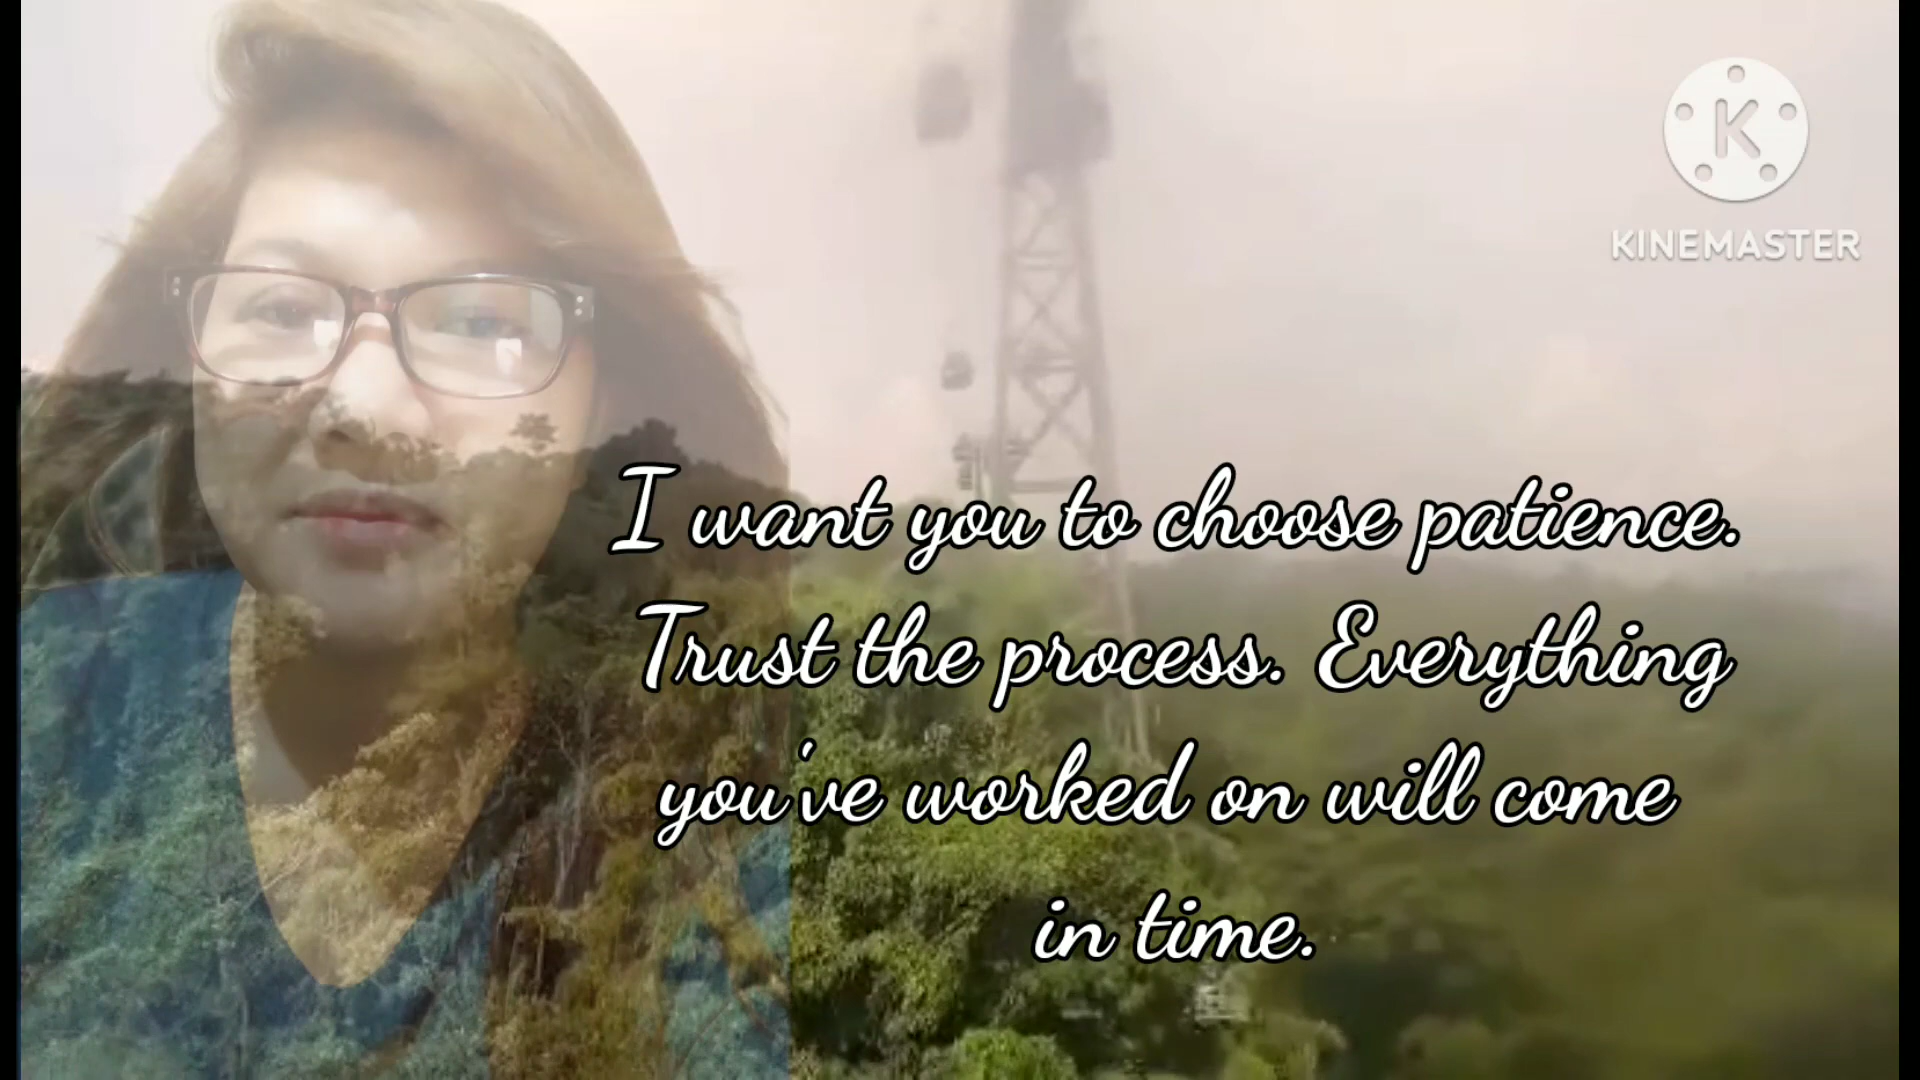 K
KINEMASTER
I want you to choose patience.
Trust the process. Everything
you've worked on will come
in time.